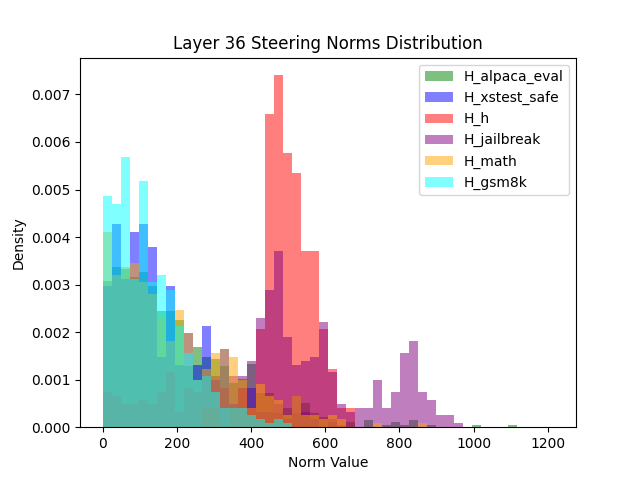 Layer 36 Steering Norms Distribution
H_alpaca_eval
H_xstest_safe
H_h
H_jailbreak
H_math
H_gsm8k
Density
0.007
0.006
0.005
0.004
0.003
0.002
0.001
0.000
0 200 400 600 800 1000 1200
Norm Value